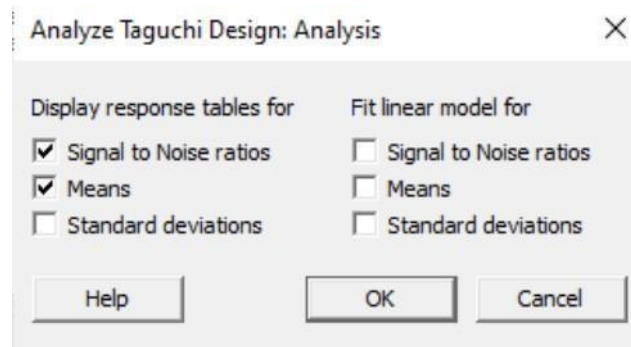 Analyze Taguchi Design: Analysis
Display response tables for
Signal to Noise ratios
Means
Standard deviations
Fit linear model for
Signal to Noise ratios
Means
Standard deviations
Help
OK
Cancel